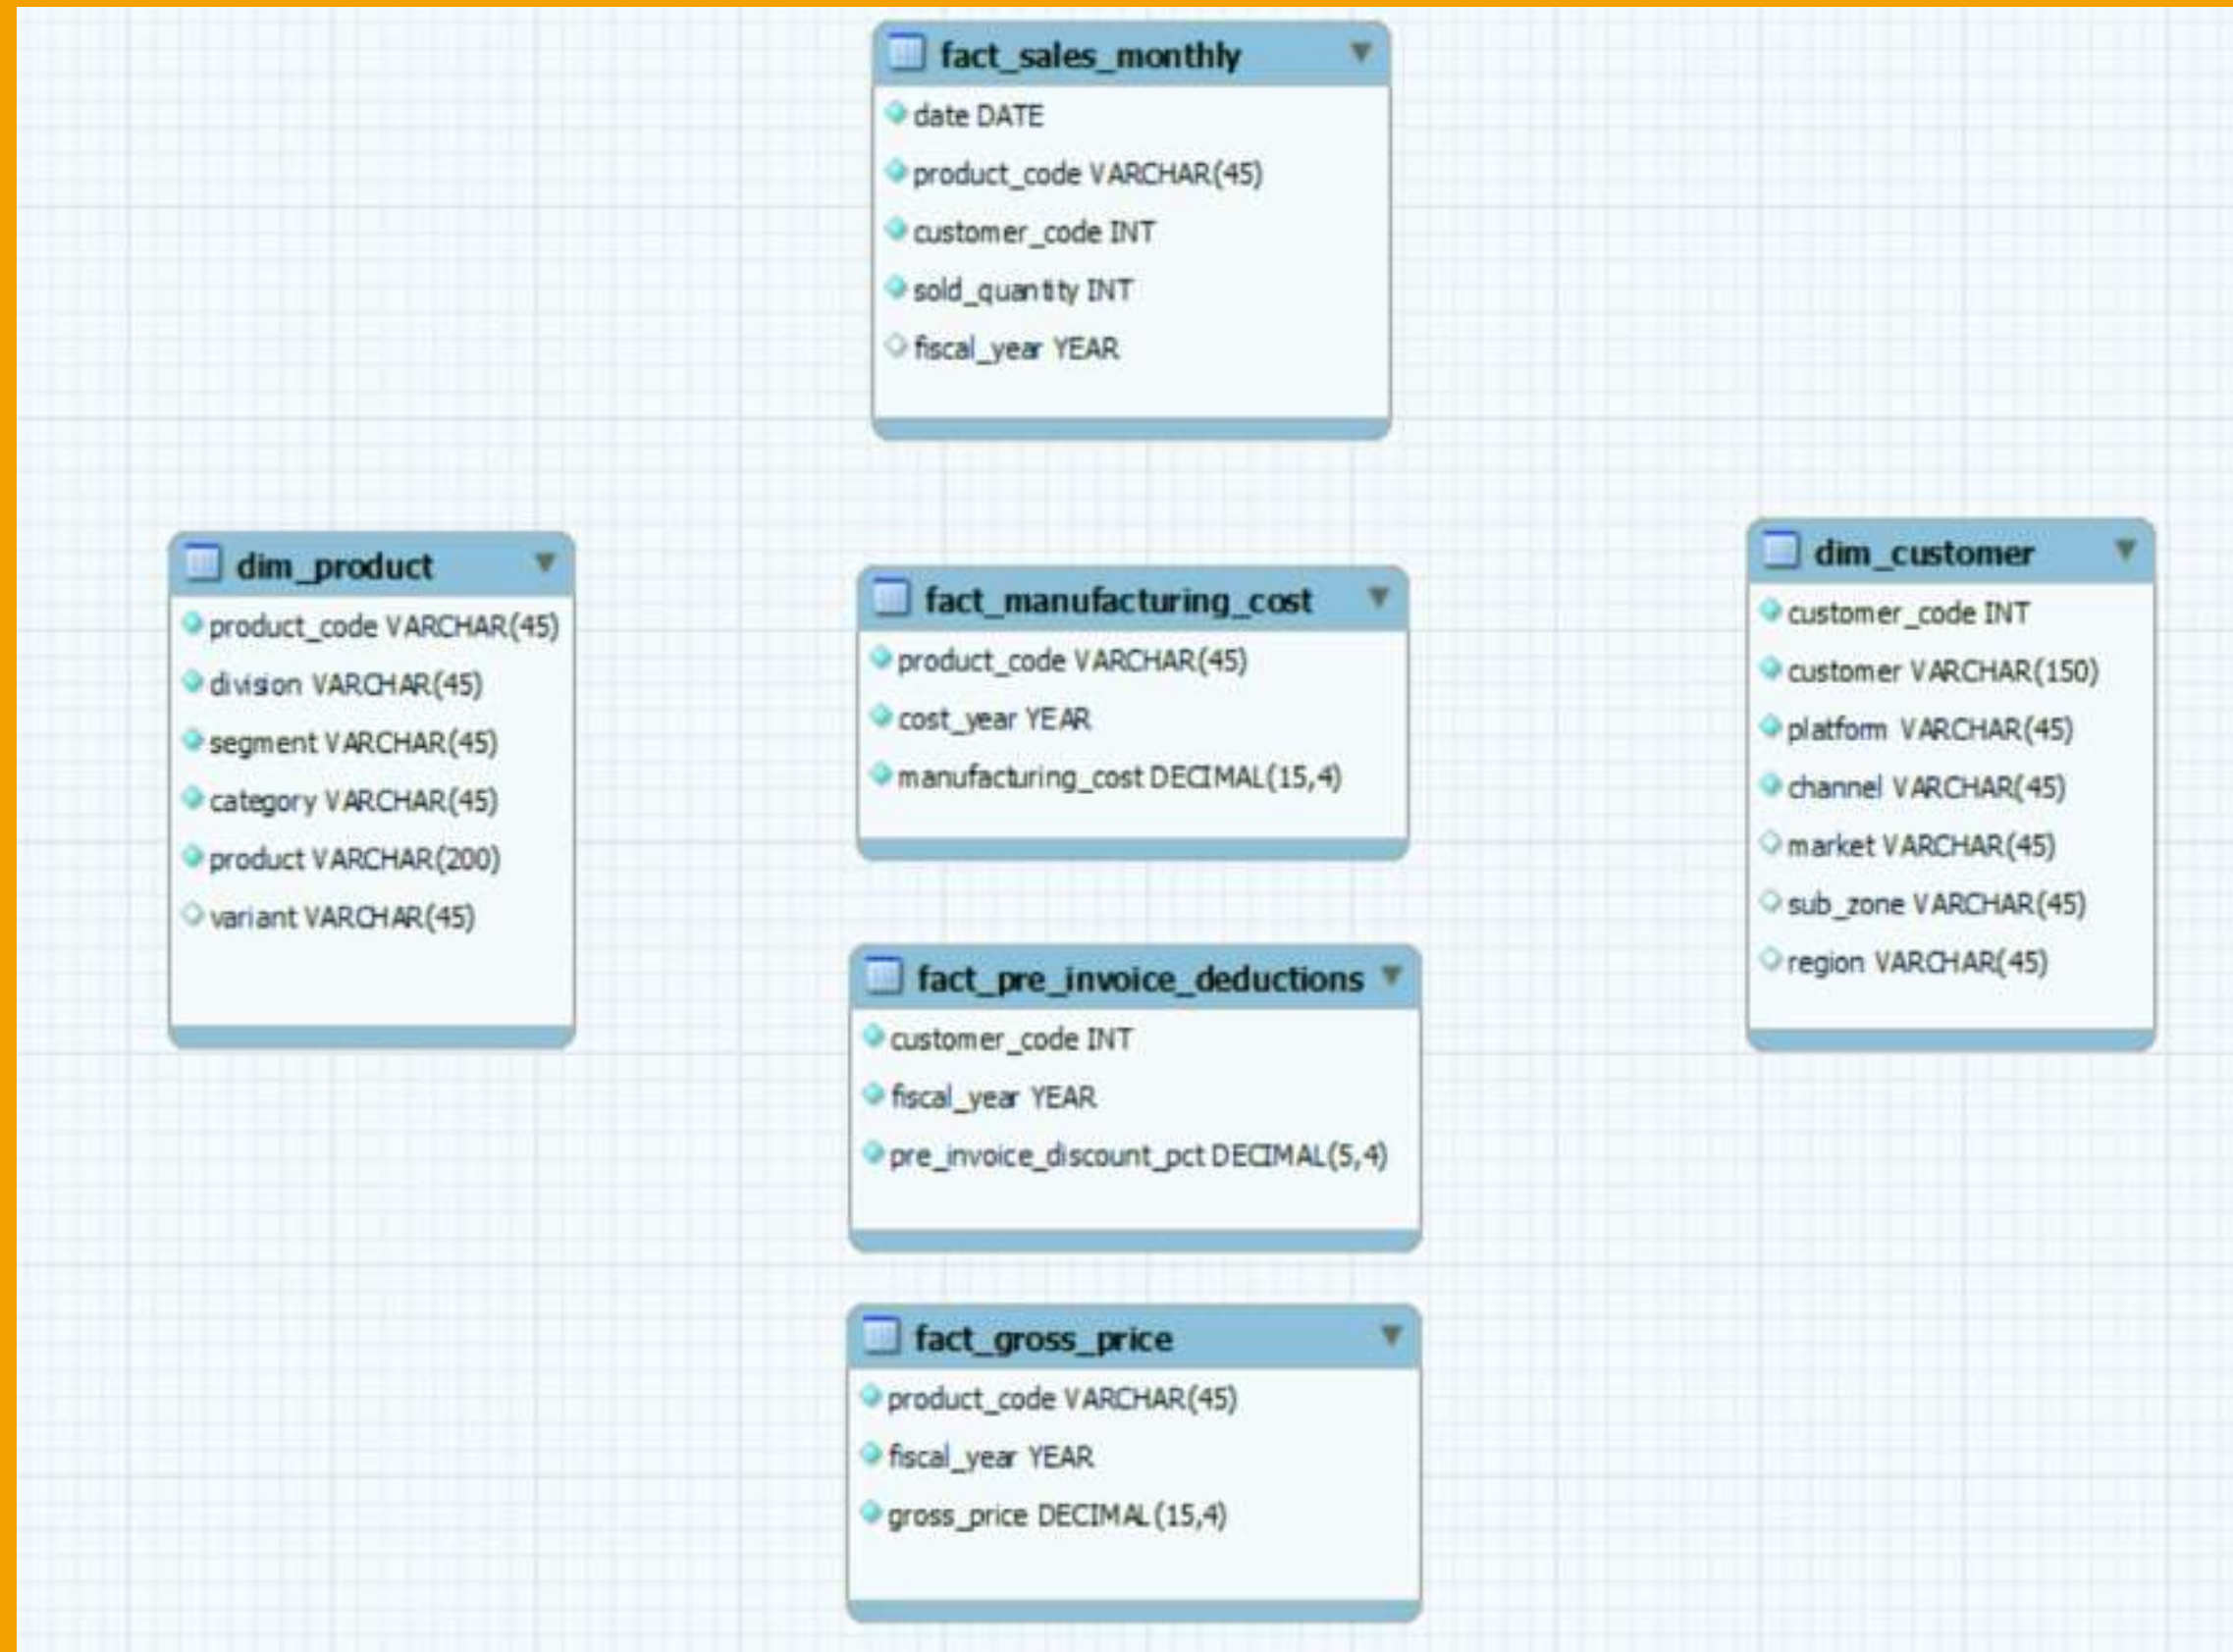 fact_sales_monthly
date DATE
product_code VARCHAR(45)
customer_code INT
sold_quantity INT
fiscal_year YEAR
dim_product
product_code VARCHAR(45)
division VARCHAR(45)
segment VARCHAR(45)
category VARCHAR(45)
product VARCHAR(200)
variant VARCHAR(45)
fact_manufacturing_cost
product_code VARCHAR(45)
cost_year YEAR
manufacturing_cost DECIMAL(15,4)
dim_customer
customer_code INT
customer VARCHAR(150)
platform VARCHAR(45)
channel VARCHAR(45)
market VARCHAR(45)
sub_zone VARCHAR(45)
region VARCHAR(45)
fact_pre_invoice_deductions
customer_code INT
fiscal_year YEAR
pre_invoice_discount_pct DECIMAL(5,4)
fact_gross_price
product_code VARCHAR(45)
fiscal_year YEAR
gross_price DECIMAL(15,4)